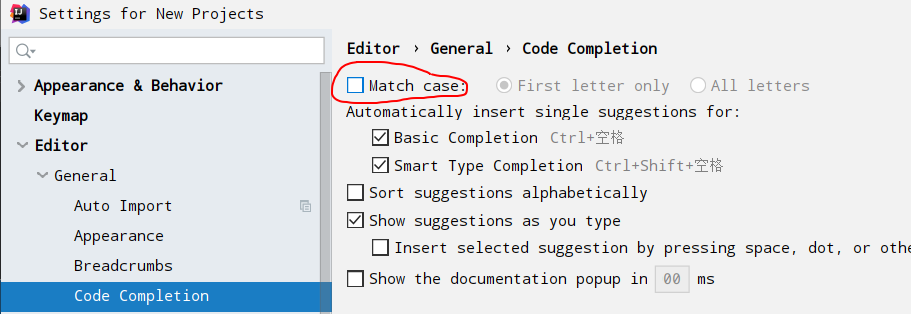 Settings for New Projects
Appearance & Behavior
Keymap
Editor
General
Auto Import
Appearance
Breadcrumbs
Code Completion
Editor › General › Code Completion
Match case: First letter only All letters
Automatically insert single suggestions for:
Basic Completion Ctrl+空格
Smart Type Completion Ctrl+Shift+空格
Sort suggestions alphabetically
Show suggestions as you type
Insert selected suggestion by pressing space, dot, or othe
Show the documentation popup in 00 ms